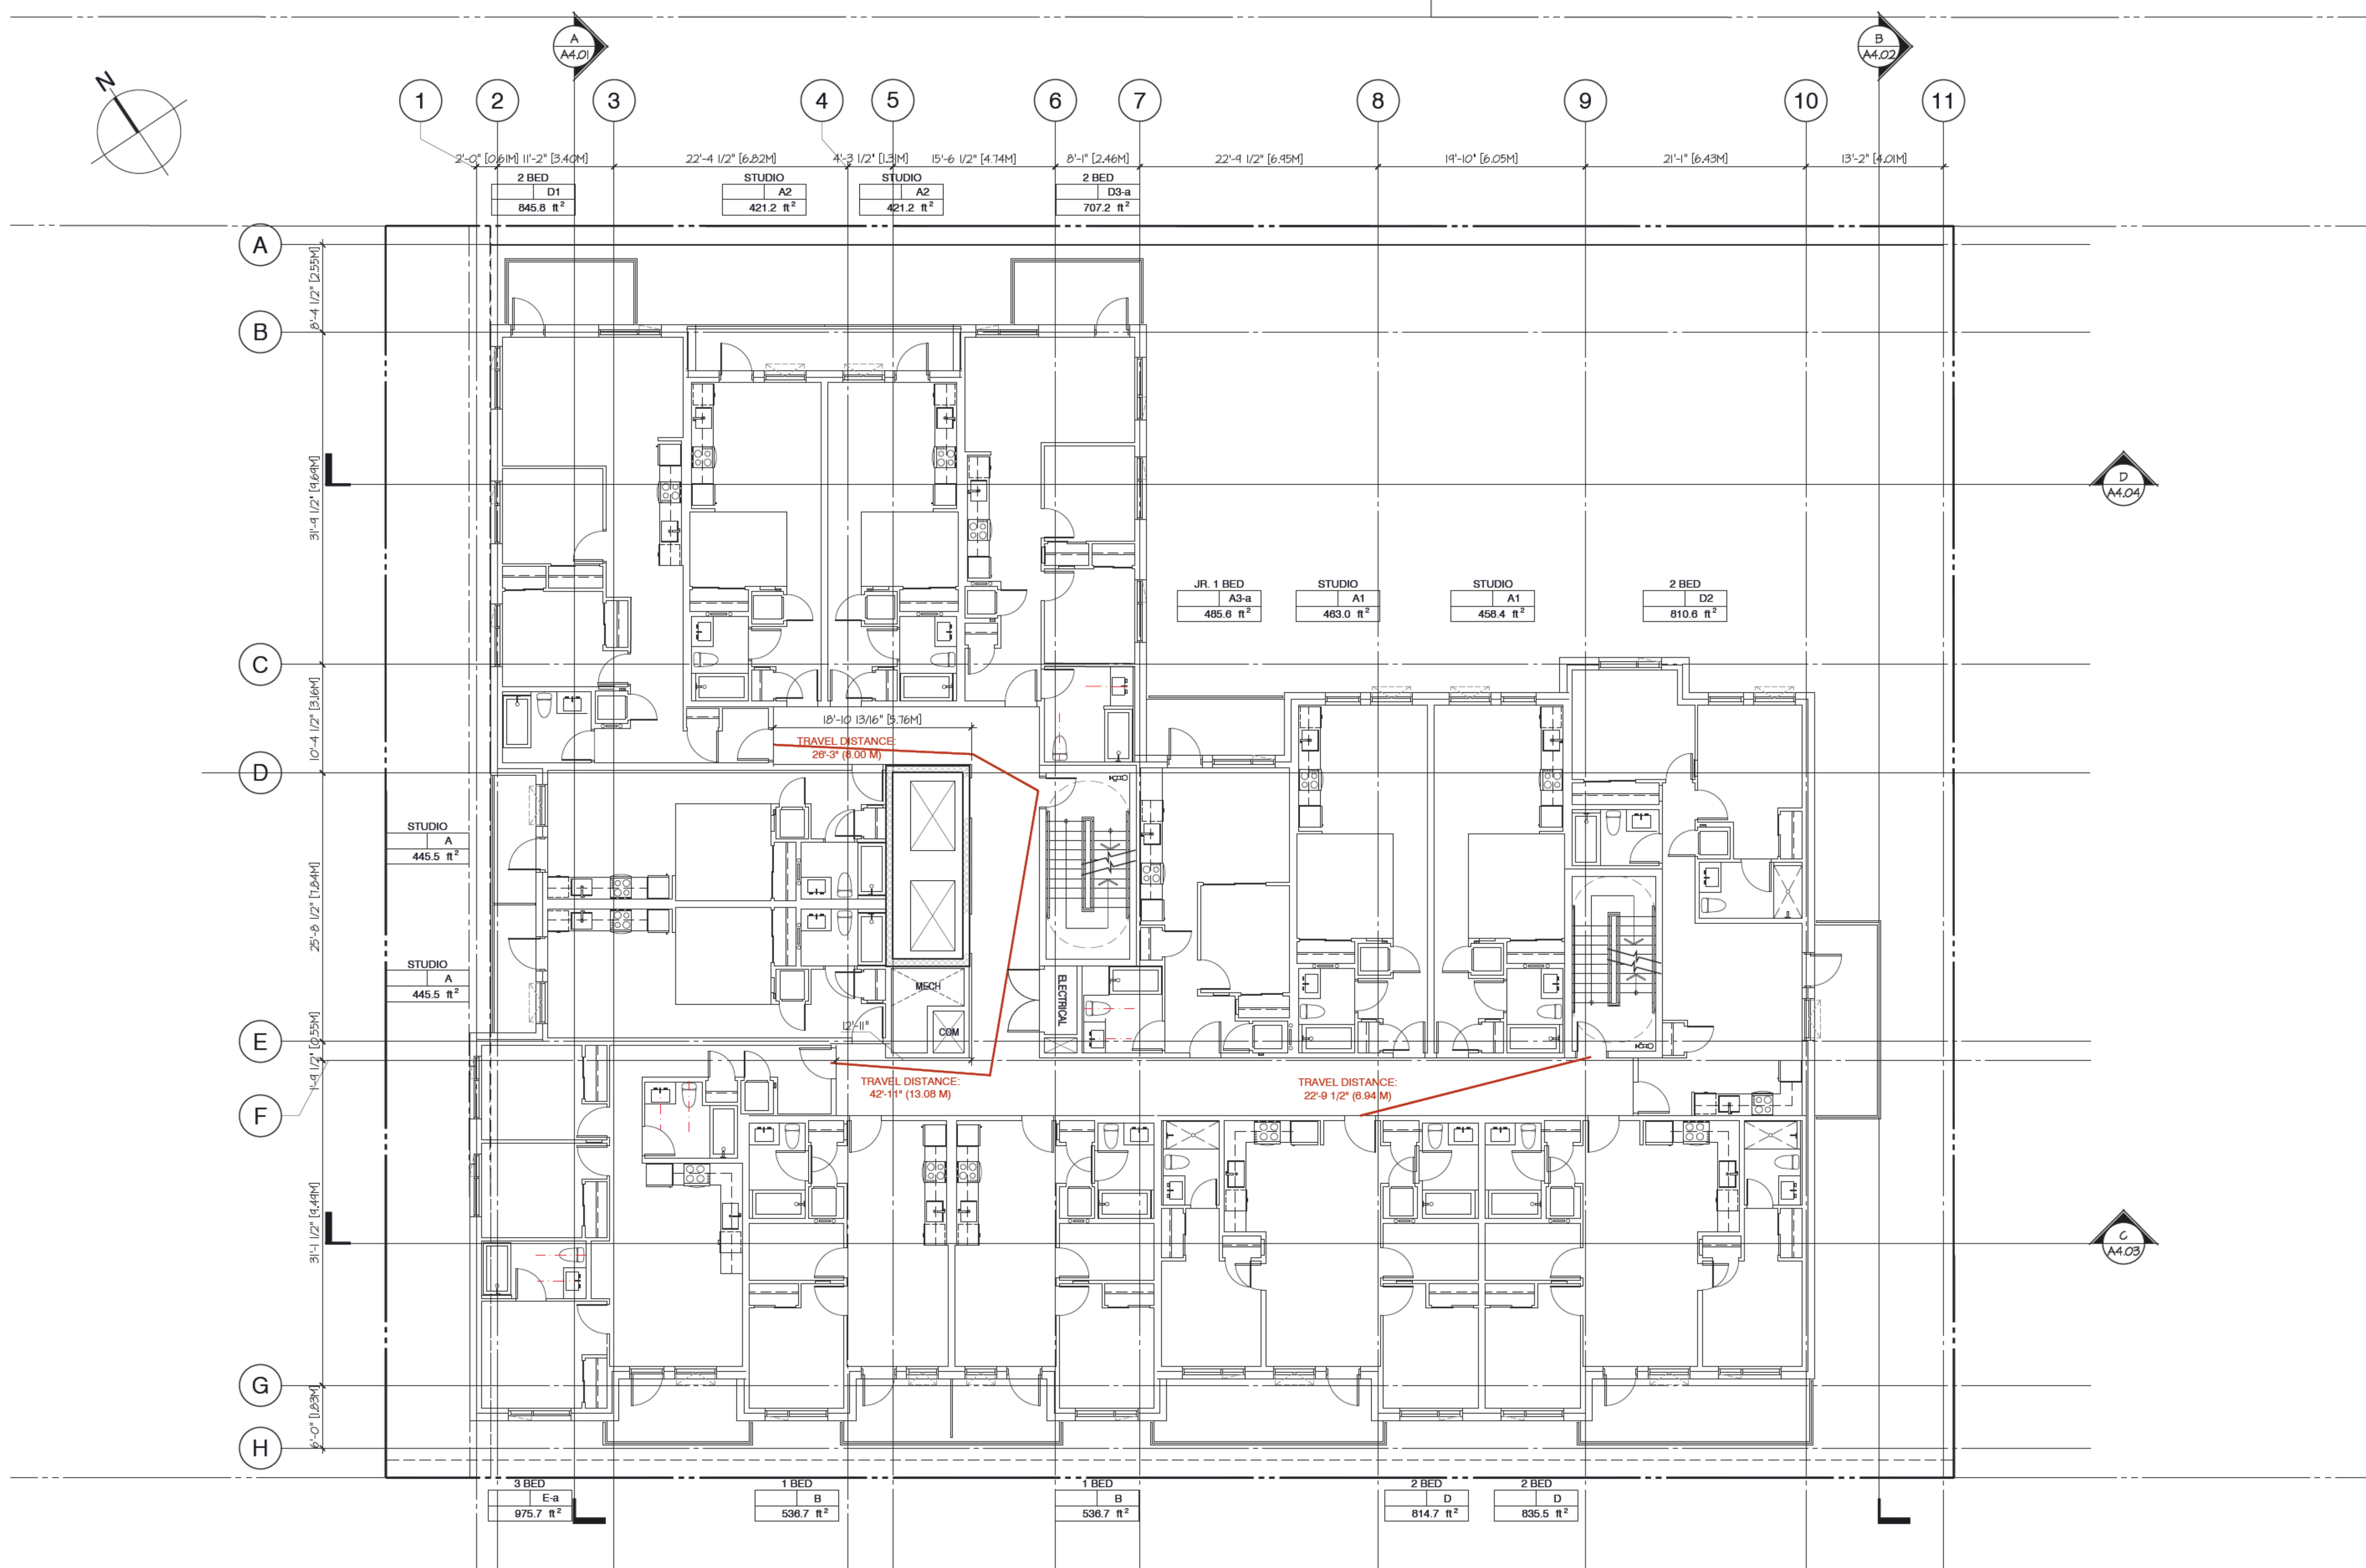 A
A4.01
B
A4.02
N
1
2
3
4
5
6
7
8
9
10
11
2'-0" [0.61M]
11'-2" [3.40M]
22'-4 1/2" [6.82M]
4'-3 1/2" [1.31M]
15'-6 1/2" [4.74M]
8'-1" [2.46M]
22'-9 1/2" [6.95M]
19'-10" [6.05M]
21'-1" [6.43M]
13'-2" [4.01M]
2 BED
D1
845.8 ft²
STUDIO
A2
421.2 ft²
STUDIO
A2
421.2 ft²
2 BED
D3-a
707.2 ft²
A
B
C
D
E
F
G
H
8'-4 1/2" [2.55M]
31'-9 1/2" [9.69M]
10'-4 1/2" [3.16M]
25'-8 1/2" [7.84M]
1'-9 1/2" [0.55M]
31'-1 1/2" [9.49M]
6'-0" [1.83M]
D
A4.04
JR. 1 BED
A3-a
485.6 ft²
STUDIO
A1
463.0 ft²
STUDIO
A1
458.4 ft²
2 BED
D2
810.6 ft²
18'-10 13/16" [5.76M]
TRAVEL DISTANCE:
26'-3" (8.00 M)
STUDIO
A
445.5 ft²
STUDIO
A
445.5 ft²
MECH
COM
ELECTRICAL
12'-11"
TRAVEL DISTANCE:
42'-11" (13.08 M)
TRAVEL DISTANCE:
22'-9 1/2" (6.94 M)
C
A4.03
3 BED
E-a
975.7 ft²
1 BED
B
536.7 ft²
1 BED
B
536.7 ft²
2 BED
D
814.7 ft²
2 BED
D
835.5 ft²